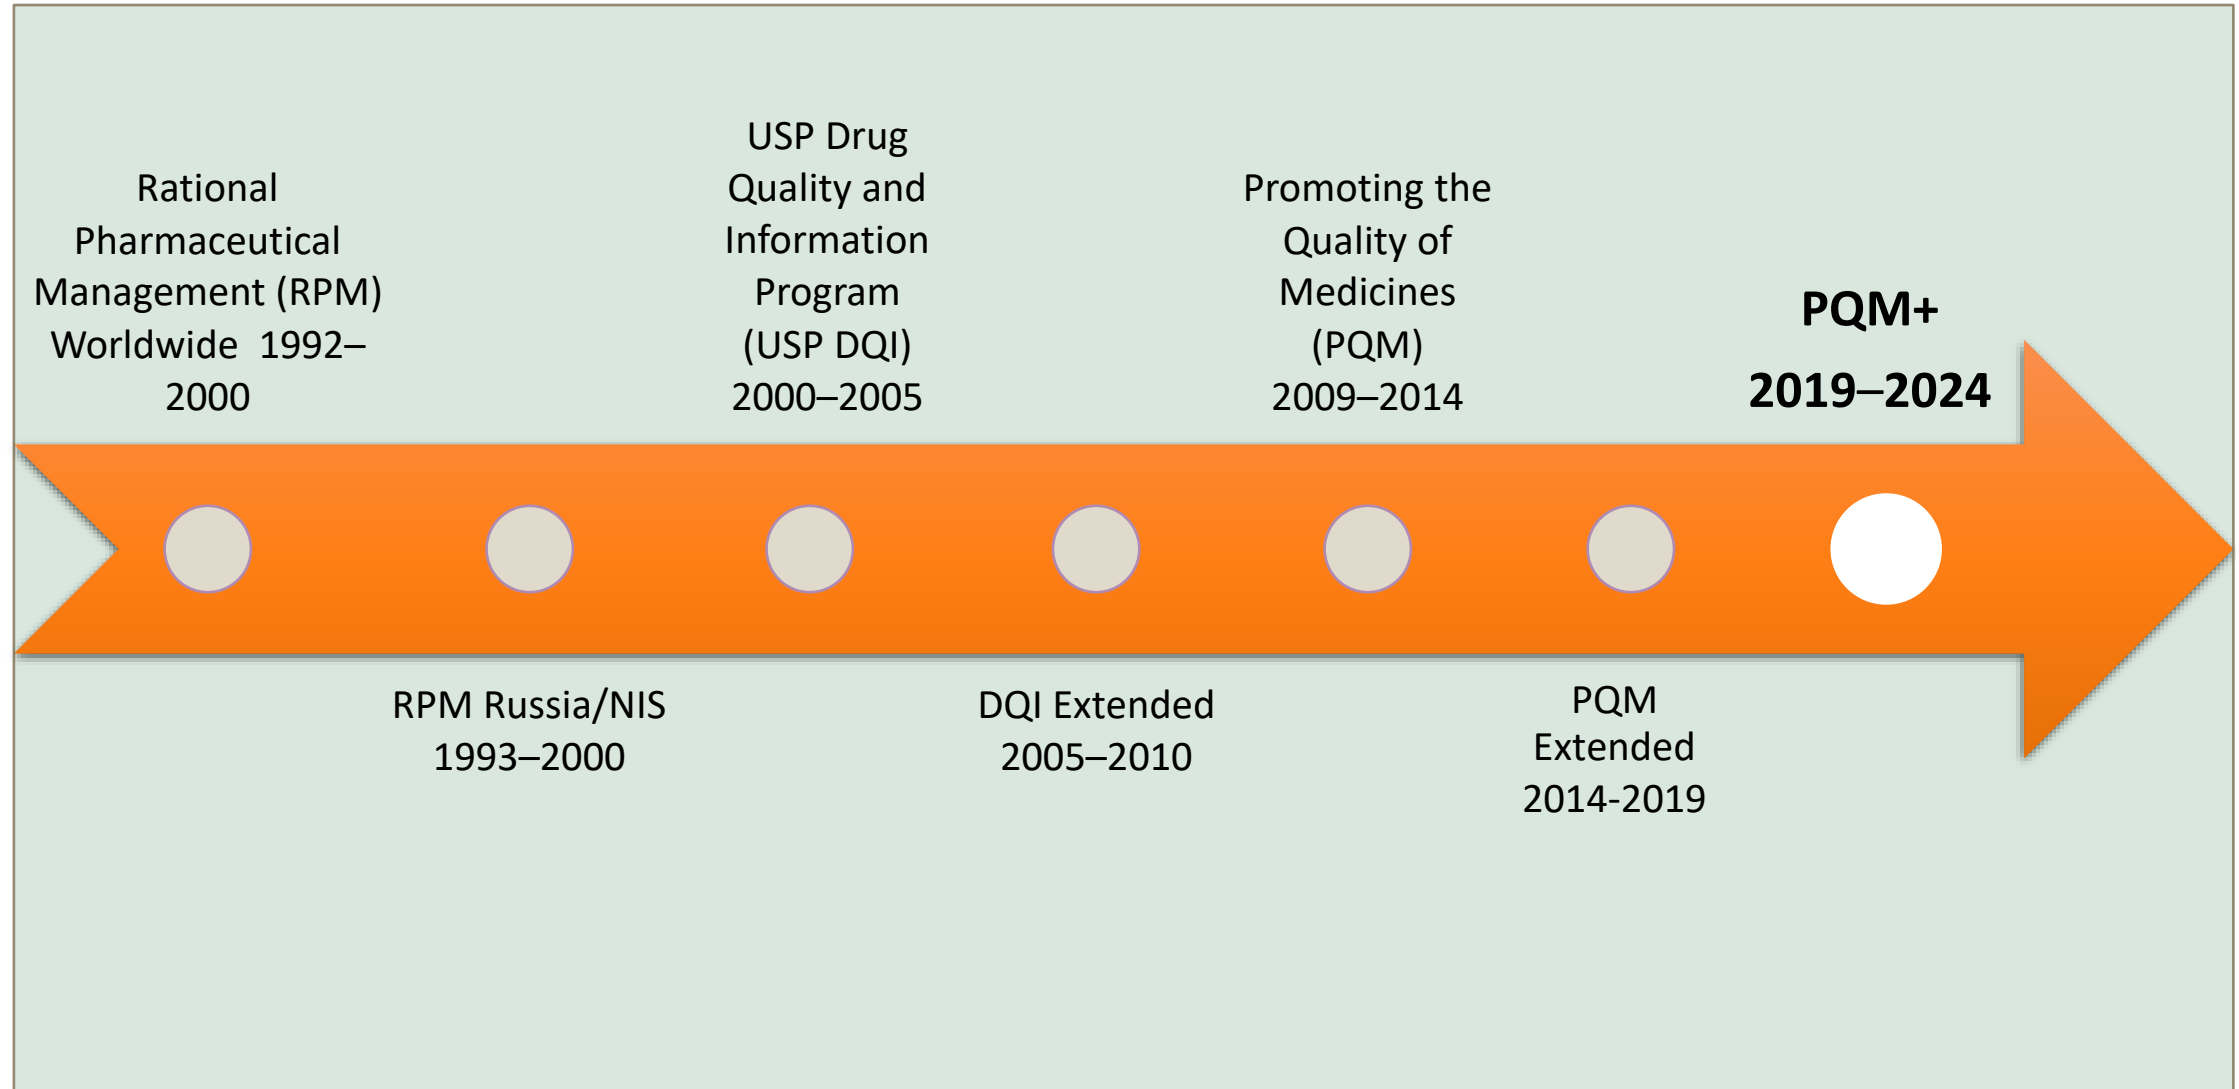 Rational
Pharmaceutical
Management (RPM)
Worldwide  1992–
2000
RPM Russia/NIS
1993–2000
USP Drug
Quality and
Information
Program
(USP DQI)
2000–2005
DQI Extended
2005–2010
Promoting the
Quality of
Medicines
(PQM)
2009–2014
PQM
Extended
2014-2019
PQM+
2019–2024